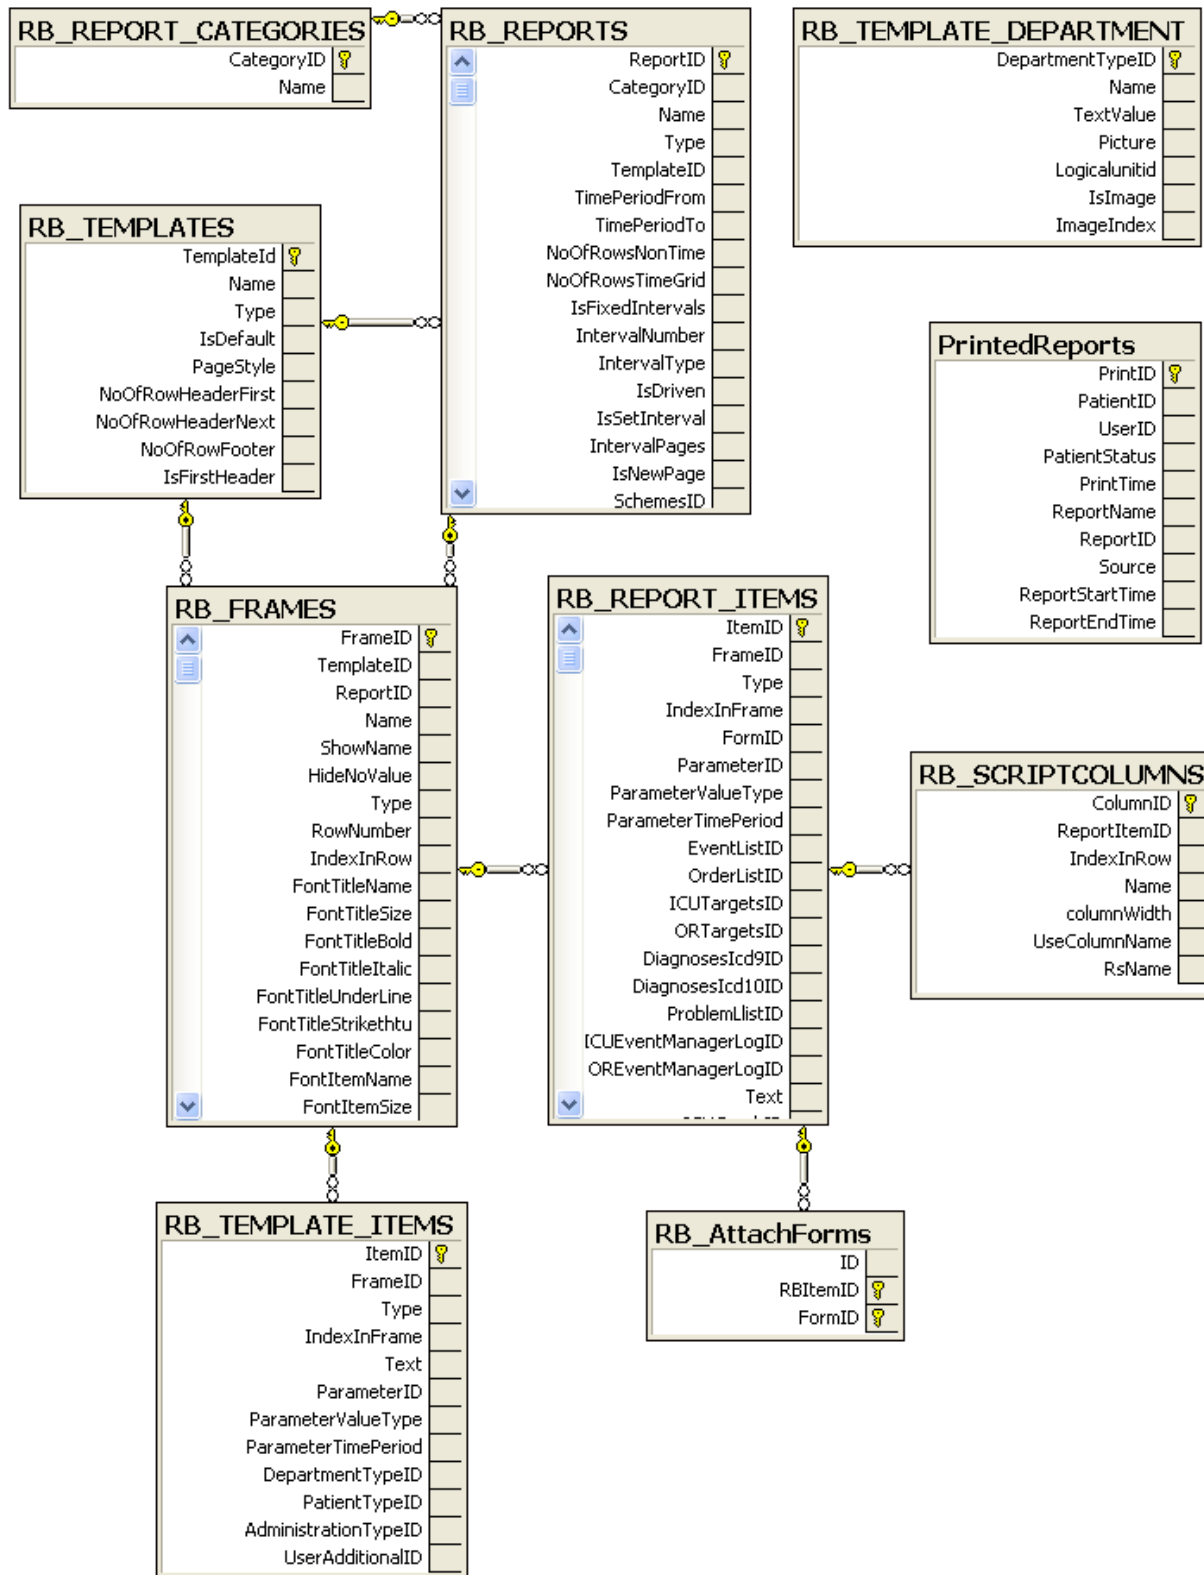 RB_REPORT_CATEGORIES
CategoryID
Name
RB_REPORTS
ReportID
CategoryID
Name
Type
TemplateID
TimePeriodFrom
TimePeriodTo
NoOfRowsNonTime
NoOfRowsTimeGrid
IsFixedIntervals
IntervalNumber
IntervalType
IsDriven
IsSetInterval
IntervalPages
IsNewPage
SchemesID
RB_TEMPLATE_DEPARTMENT
DepartmentTypeID
Name
TextValue
Picture
Logicalunitid
IsImage
ImageIndex
RB_TEMPLATES
TemplateId
Name
Type
IsDefault
PageStyle
NoOfRowHeaderFirst
NoOfRowHeaderNext
NoOfRowFooter
IsFirstHeader
PrintedReports
PrintID
PatientID
UserID
PatientStatus
PrintTime
ReportName
ReportID
Source
ReportStartTime
ReportEndTime
RB_FRAMES
FrameID
TemplateID
ReportID
Name
ShowName
HideNoValue
Type
RowNumber
IndexInRow
FontTitleName
FontTitleSize
FontTitleBold
FontTitleItalic
FontTitleUnderLine
FontTitleStrikethtu
FontTitleColor
FontItemName
FontItemSize
RB_REPORT_ITEMS
ItemID
FrameID
Type
IndexInFrame
FormID
ParameterID
ParameterValueType
ParameterTimePeriod
EventListID
OrderListID
ICUTargetsID
ORTargetsID
DiagnosesIcd9ID
DiagnosesIcd10ID
ProblemLlistID
ICUEventManagerLogID
OREventManagerLogID
Text
RB_SCRIPTCOLUMNS
ColumnID
ReportItemID
IndexInRow
Name
columnWidth
UseColumnName
RsName
RB_TEMPLATE_ITEMS
ItemID
FrameID
Type
IndexInFrame
Text
ParameterID
ParameterValueType
ParameterTimePeriod
DepartmentTypeID
PatientTypeID
AdministrationTypeID
UserAdditionalID
RB_AttachForms
ID
RBItemID
FormID